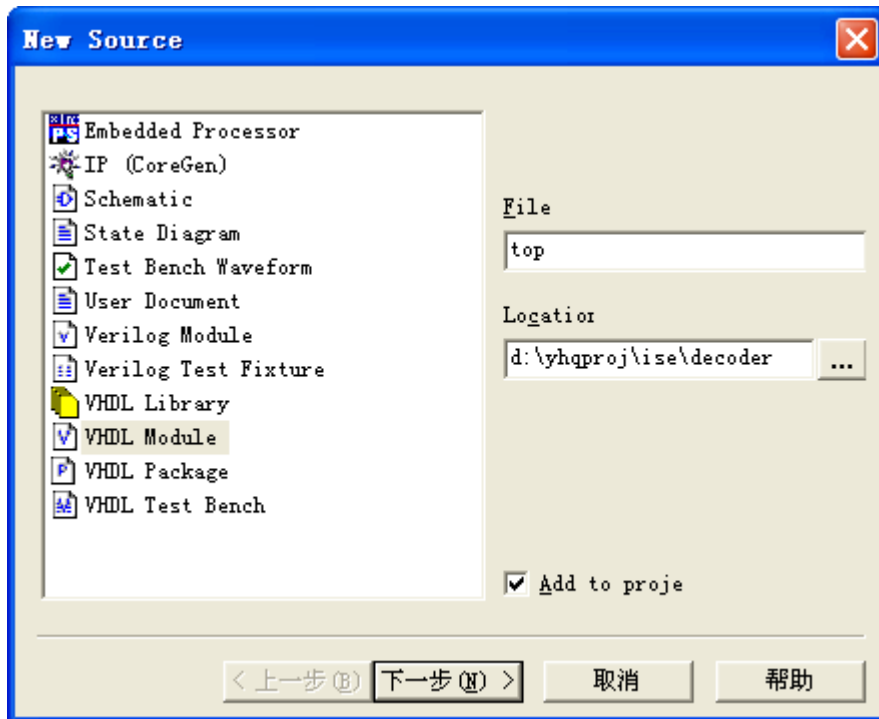 New Source
Embedded Processor
IP (CoreGen)
Schematic
State Diagram
Test Bench Waveform
User Document
Verilog Module
Verilog Test Fixture
VHDL Library
VHDL Module
VHDL Package
VHDL Test Bench
File
top
Location
d:\yhqproj\ise\decoder
...
Add to proje
< 上一步(B) 下一步(N) > 取消 帮助